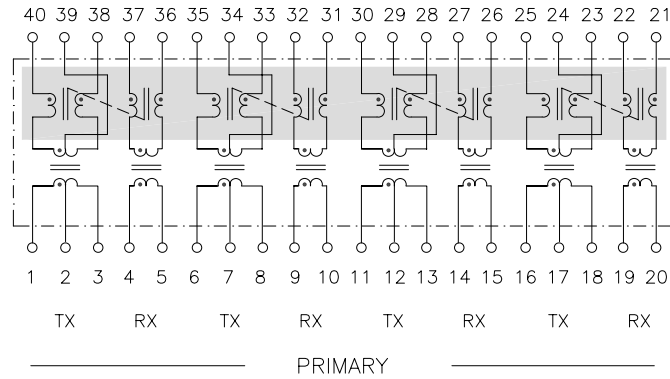 40 39 38 37 36 35 34 33 32 31 30 29 28 27 26 25 24 23 22 21
1 2 3 4 5 6 7 8 9 10 11 12 13 14 15 16 17 18 19 20
TX RX TX RX TX RX TX RX
PRIMARY